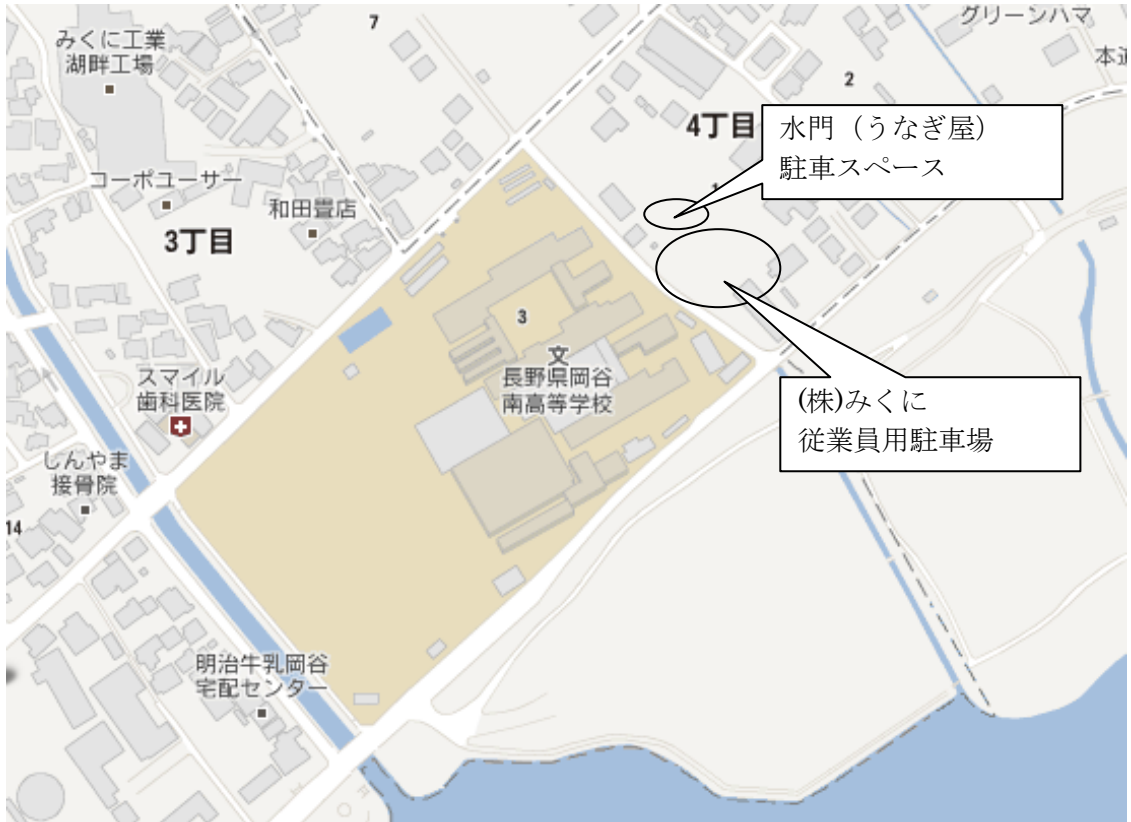 グリーンハマ
7
みくに工業
湖畔工場
本道
2
4丁目
水門（うなぎ屋）
駐車スペース
1
コーポユーサー
和田畳店
3丁目
3
文
長野県岡谷
南高等学校
スマイル
歯科医院
(株)みくに
従業員用駐車場
しんやま
接骨院
14
明治牛乳岡谷
宅配センター